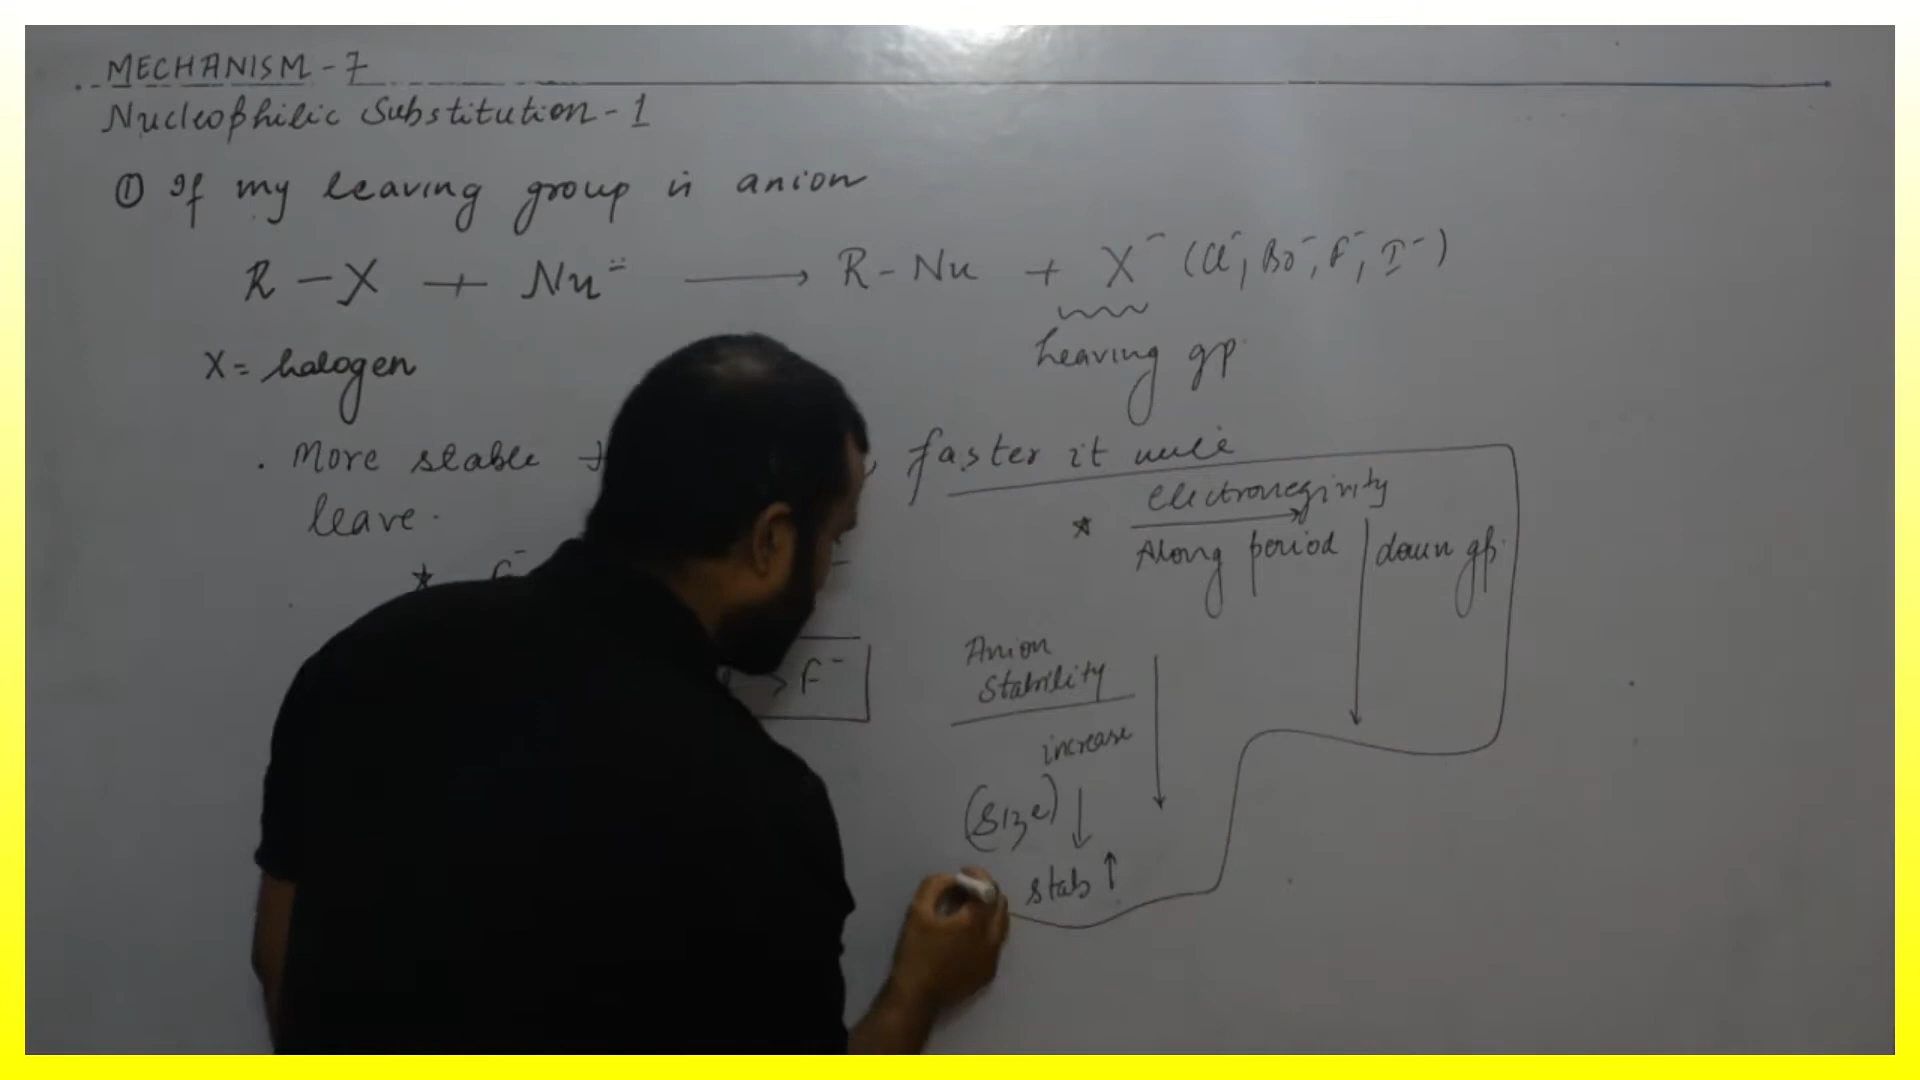 MECHANISM - 7
Nucleophilic Substitution - 1
① If my leaving group is anion
R - X + Nu⁻ → R - Nu + X⁻ (Cl⁻, Br⁻, F⁻, I⁻)
Leaving gp.
X = halogen
. More stable faster it will
leave.
★ Electronegivity
Along period down gp.
★
F⁻
Anion
Stability
increase
(Size) ↓
stab ↑